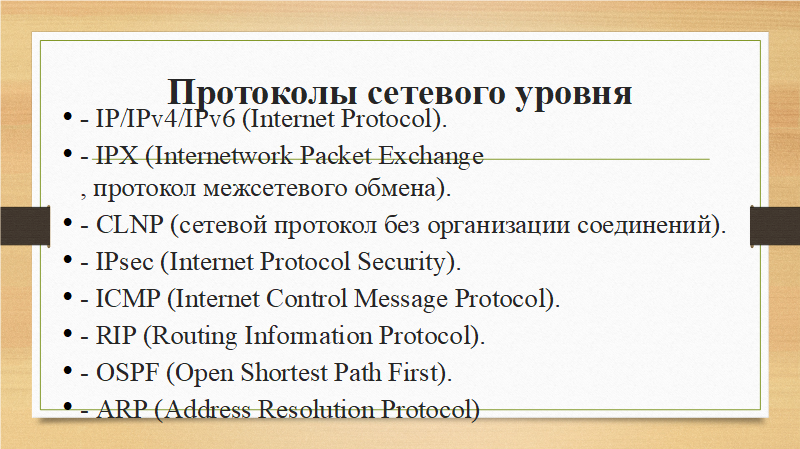 Протоколы сетевого уровня
• - IP/IPv4/IPv6 (Internet Protocol).
• - IPX (Internetwork Packet Exchange
, протокол межсетевого обмена).
• - CLNP (сетевой протокол без организации соединений).
• - IPsec (Internet Protocol Security).
• - ICMP (Internet Control Message Protocol).
• - RIP (Routing Information Protocol).
• - OSPF (Open Shortest Path First).
• - ARP (Address Resolution Protocol)